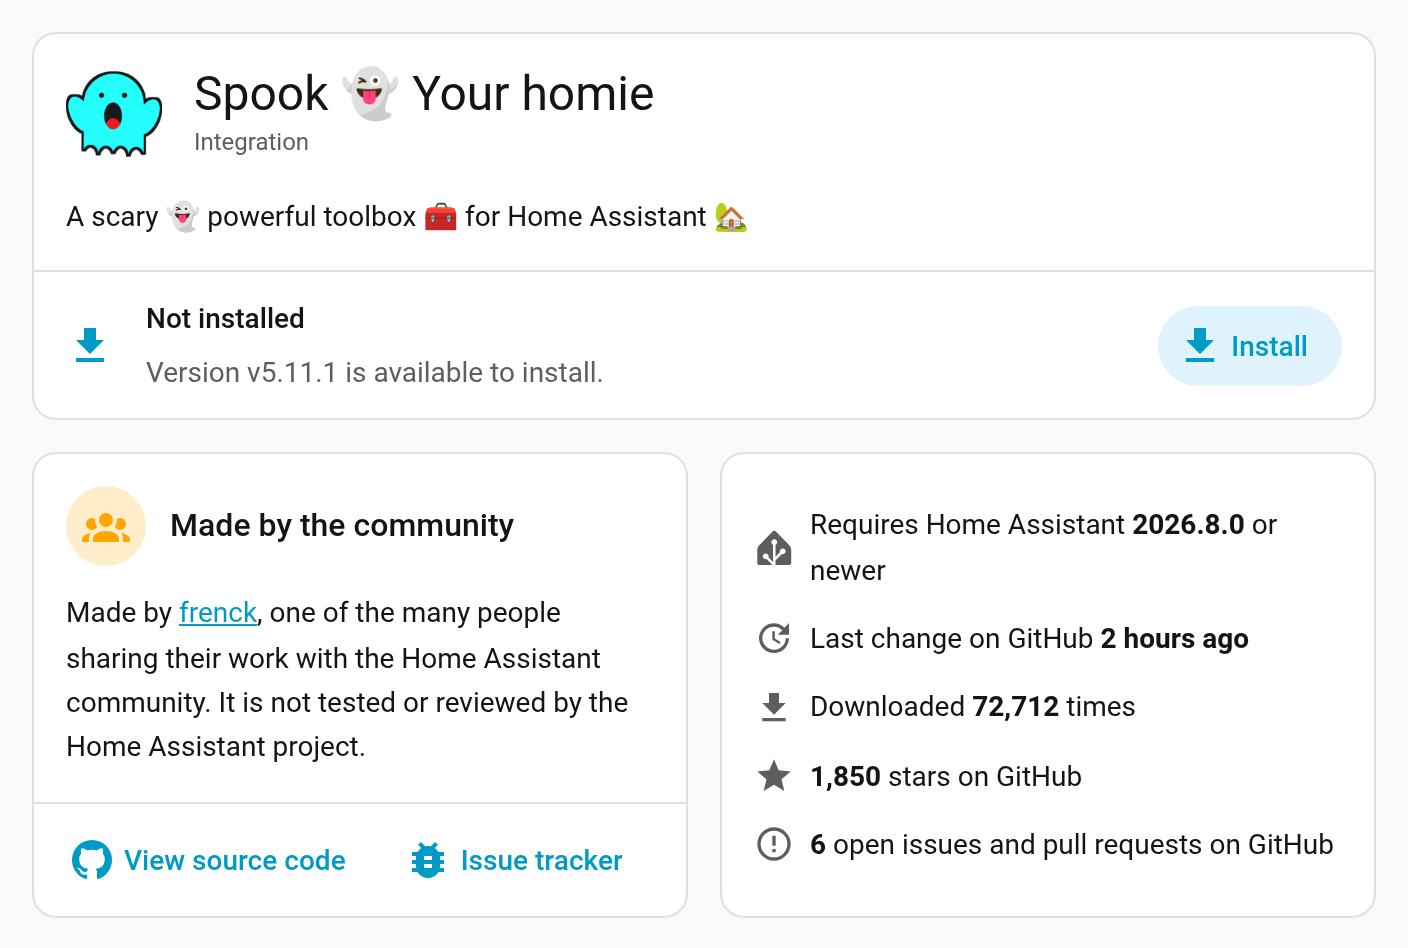 Spook 👻 Your homie
Integration
A scary 👻 powerful toolbox 🧰 for Home Assistant 🏡
Not installed
Version v5.11.1 is available to install.
Install
Made by the community
Made by frenck, one of the many people
sharing their work with the Home Assistant
community. It is not tested or reviewed by the
Home Assistant project.
View source code
Issue tracker
Requires Home Assistant 2026.8.0 or
newer
Last change on GitHub 2 hours ago
Downloaded 72,712 times
1,850 stars on GitHub
6 open issues and pull requests on GitHub